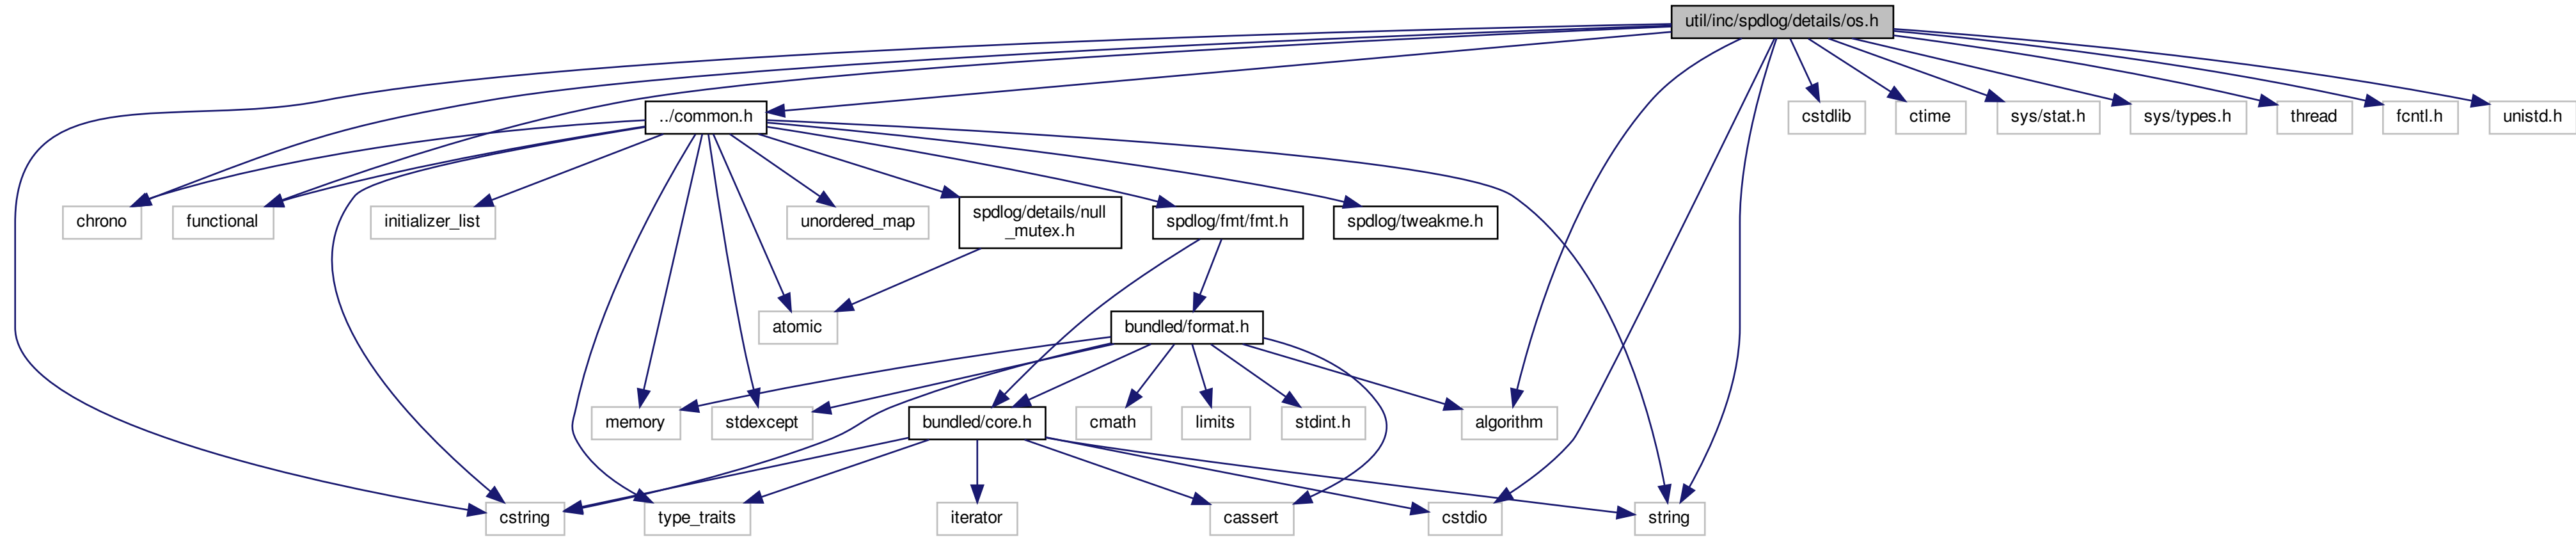 util/inc/spdlog/details/os.h
../common.h
cstdlib
ctime
sys/stat.h
sys/types.h
thread
fcntl.h
unistd.h
chrono
functional
initializer_list
unordered_map
spdlog/details/null
_mutex.h
spdlog/fmt/fmt.h
spdlog/tweakme.h
atomic
bundled/format.h
memory
stdexcept
bundled/core.h
cmath
limits
stdint.h
algorithm
cstring
type_traits
iterator
cassert
cstdio
string